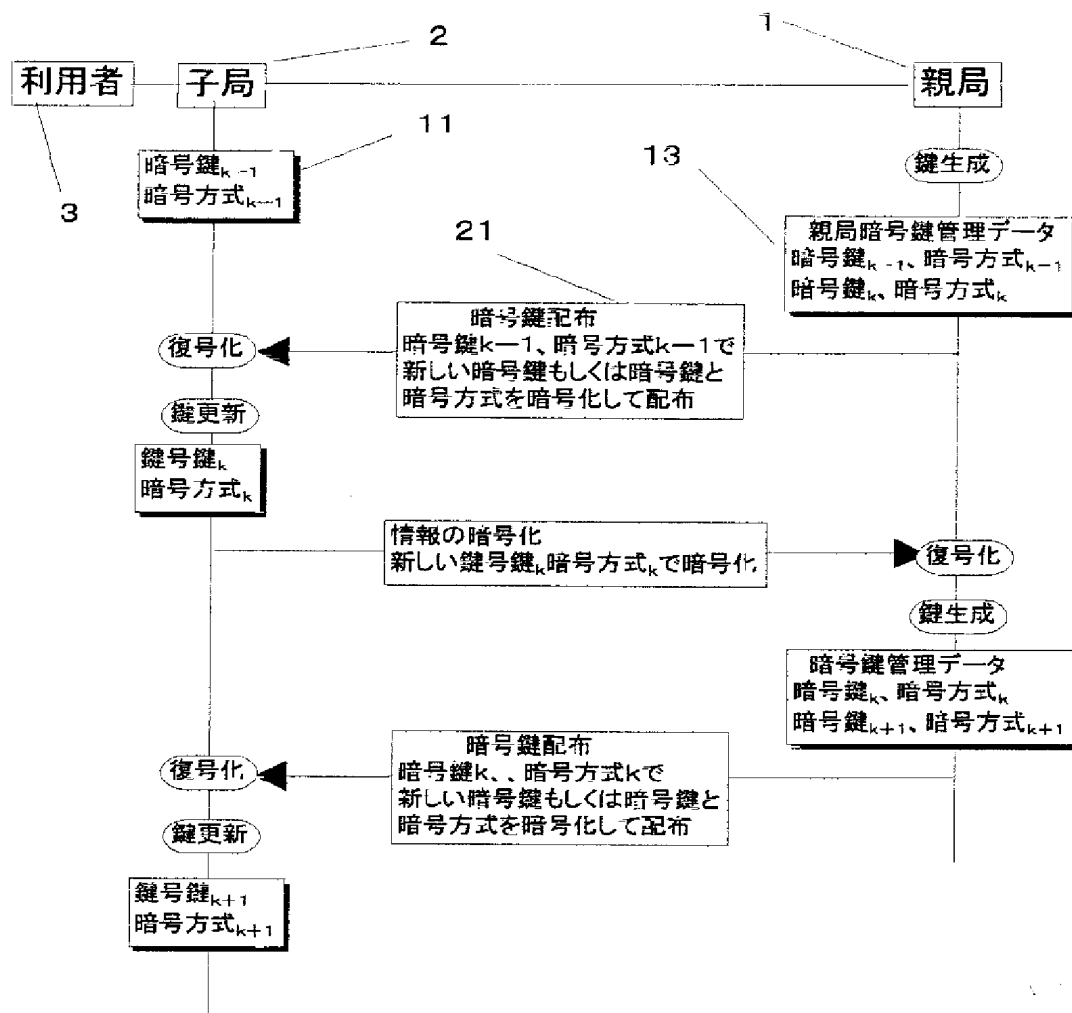 2
1
利用者
子局
親局
11
13
3
暗号鍵k-1
暗号方式k-1
鍵生成
親局暗号鍵管理データ
暗号鍵k-1、暗号方式k-1
暗号鍵k、暗号方式k
21
暗号鍵配布
暗号鍵k-1、暗号方式k-1で
新しい暗号鍵もしくは暗号鍵と
暗号方式を暗号化して配布
復号化
鍵更新
鍵号鍵k
暗号方式k
情報の暗号化
新しい鍵号鍵k暗号方式kで暗号化
復号化
鍵生成
暗号鍵管理データ
暗号鍵k、暗号方式k
暗号鍵k+1、暗号方式k+1
暗号鍵配布
暗号鍵k、、暗号方式kで
新しい暗号鍵もしくは暗号鍵と
暗号方式を暗号化して配布
復号化
鍵更新
鍵号鍵k+1
暗号方式k+1